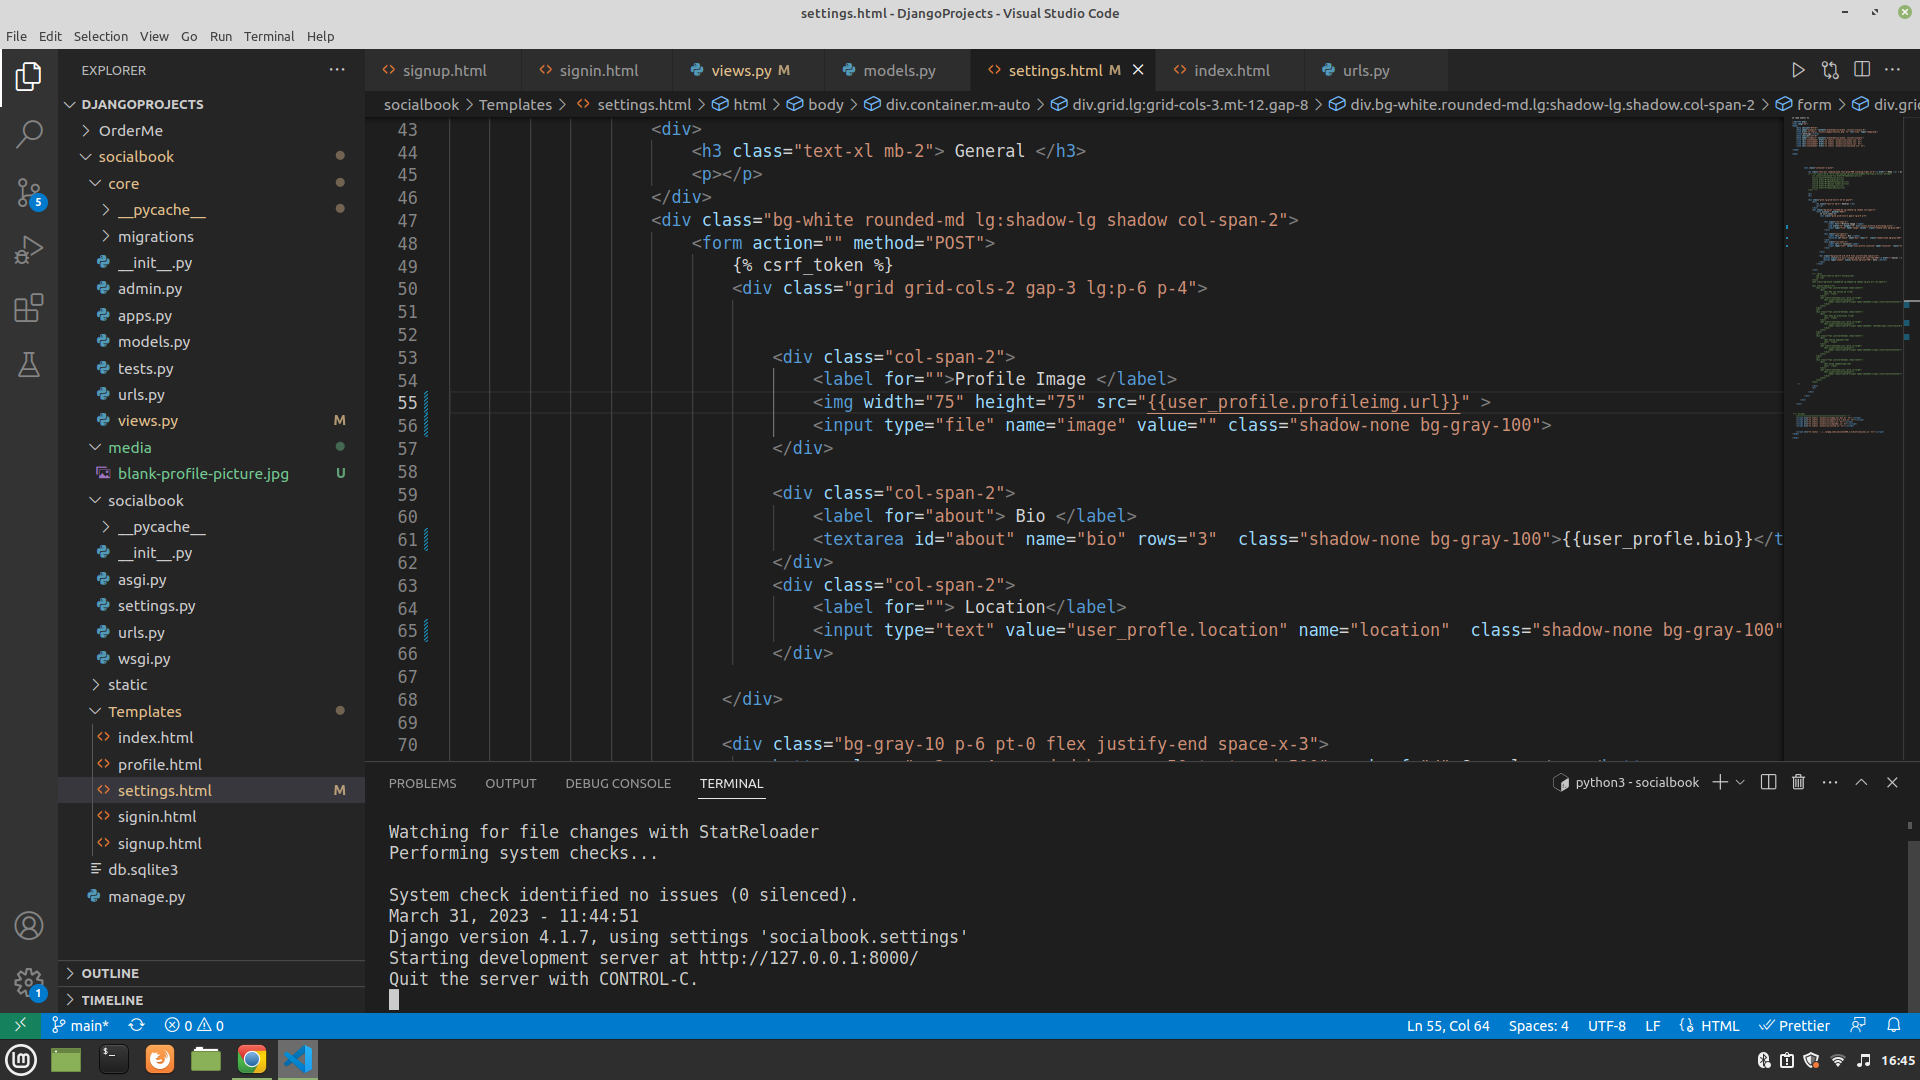 settings.html - DjangoProjects - Visual Studio Code
File Edit Selection View Go Run Terminal Help
EXPLORER
signup.html
signin.html
views.py M
models.py
settings.html M
index.html
urls.py
socialbook > Templates > settings.html > html > body > div.container.m-auto > div.grid.lg:grid-cols-3.mt-12.gap-8 > div.bg-white.rounded-md.lg:shadow-lg.shadow.col-span-2 > form > div.gri
DJANGOPROJECTS
OrderMe
socialbook
core
__pycache__
migrations
__init__.py
admin.py
apps.py
models.py
tests.py
urls.py
views.py M
media
blank-profile-picture.jpg U
socialbook
__pycache__
__init__.py
asgi.py
settings.py
urls.py
wsgi.py
static
Templates
index.html
profile.html
settings.html M
signin.html
signup.html
db.sqlite3
manage.py
OUTLINE
TIMELINE
5
1
43 <div>
44 <h3 class="text-xl mb-2"> General </h3>
45 <p></p>
46 </div>
47 <div class="bg-white rounded-md lg:shadow-lg shadow col-span-2">
48 <form action="" method="POST">
49 {% csrf_token %}
50 <div class="grid grid-cols-2 gap-3 lg:p-6 p-4">
51
52
53 <div class="col-span-2">
54 <label for="">Profile Image </label>
55 <img width="75" height="75" src="{{user_profile.profileimg.url}}" >
56 <input type="file" name="image" value="" class="shadow-none bg-gray-100">
57 </div>
58
59 <div class="col-span-2">
60 <label for="about"> Bio </label>
61 <textarea id="about" name="bio" rows="3"  class="shadow-none bg-gray-100">{{user_profle.bio}}</t
62 </div>
63 <div class="col-span-2">
64 <label for=""> Location</label>
65 <input type="text" value="user_profle.location" name="location"  class="shadow-none bg-gray-100"
66 </div>
67
68 </div>
69
70 <div class="bg-gray-10 p-6 pt-0 flex justify-end space-x-3">
PROBLEMS OUTPUT DEBUG CONSOLE TERMINAL
python3 - socialbook
Watching for file changes with StatReloader
Performing system checks...
System check identified no issues (0 silenced).
March 31, 2023 - 11:44:51
Django version 4.1.7, using settings 'socialbook.settings'
Starting development server at http://127.0.0.1:8000/
Quit the server with CONTROL-C.
main* 0 0
Ln 55, Col 64 Spaces: 4 UTF-8 LF HTML Prettier
16:45